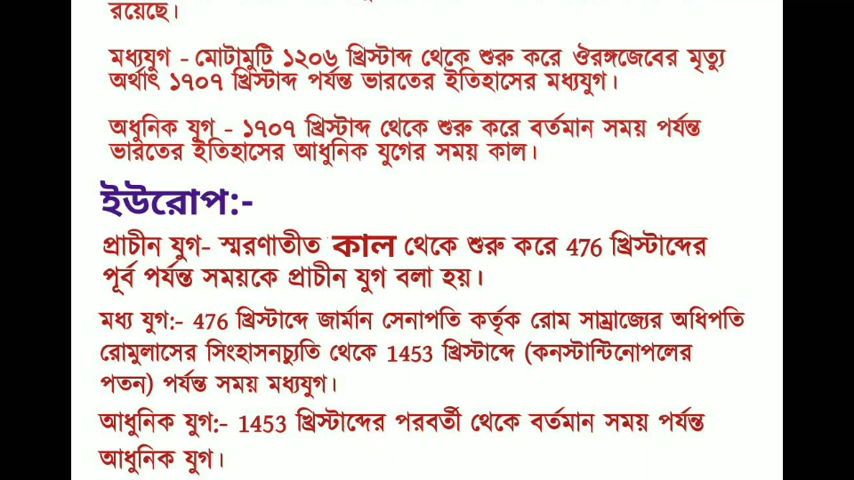 রয়েছে।
মধ্যযুগ - মোটামুটি ১২০৬ খ্রিস্টাব্দ থেকে শুরু করে ঔরঙ্গজেবের মৃত্যু
অর্থাৎ ১৭০৭ খ্রিস্টাব্দ পর্যন্ত ভারতের ইতিহাসের মধ্যযুগ।
অধুনিক যুগ - ১৭০৭ খ্রিস্টাব্দ থেকে শুরু করে বর্তমান সময় পর্যন্ত
ভারতের ইতিহাসের আধুনিক যুগের সময় কাল।
ইউরোপ:-
প্রাচীন যুগ- স্মরণাতীত কাল থেকে শুরু করে 476 খ্রিস্টাব্দের
পূর্ব পর্যন্ত সময়কে প্রাচীন যুগ বলা হয়।
মধ্য যুগ:- 476 খ্রিস্টাব্দে জার্মান সেনাপতি কর্তৃক রোম সাম্রাজ্যের অধিপতি
রোমুলাসের সিংহাসনচ্যুতি থেকে 1453 খ্রিস্টাব্দে (কনস্টান্টিনোপলের
পতন) পর্যন্ত সময় মধ্যযুগ।
আধুনিক যুগ:- 1453 খ্রিস্টাব্দের পরবর্তী থেকে বর্তমান সময় পর্যন্ত
আধুনিক যুগ।